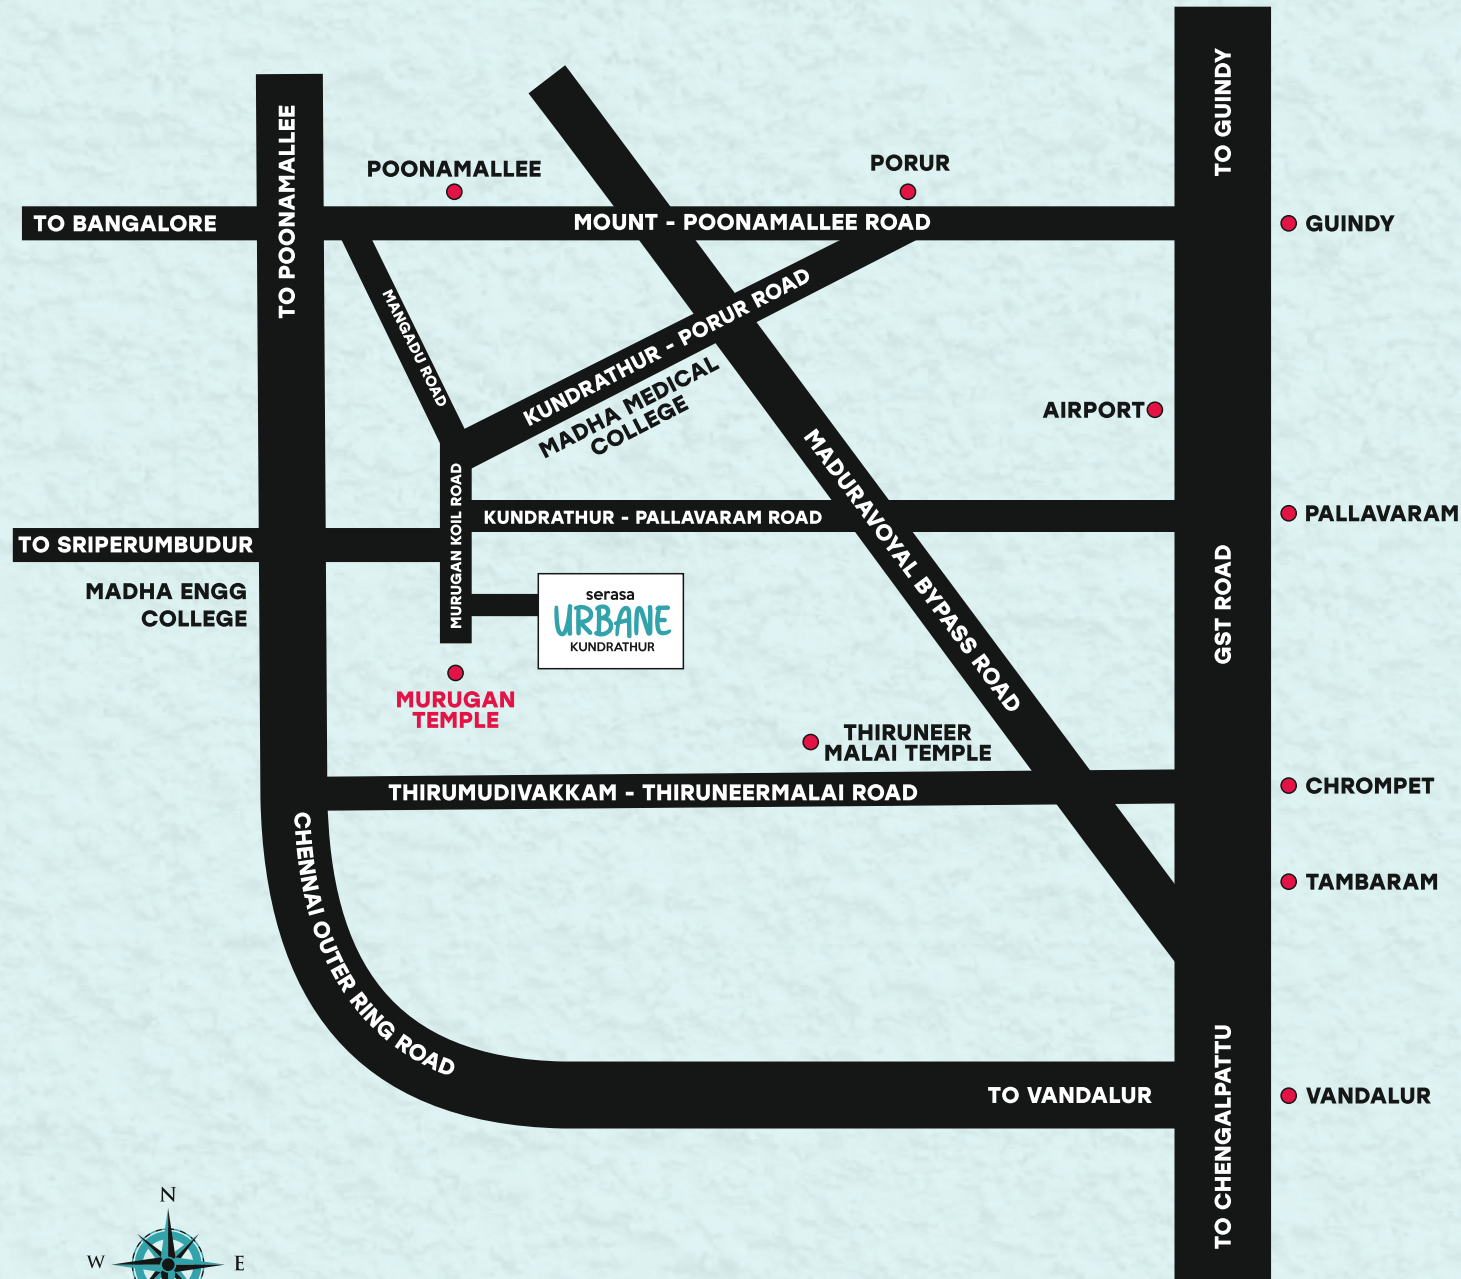 TO GUINDY
TO POONAMALLEE
POONAMALLEE
PORUR
TO BANGALORE
MOUNT - POONAMALLEE ROAD
GUINDY
MANGADU ROAD
KUNDRATHUR - PORUR ROAD
MADHA MEDICAL
COLLEGE
AIRPORT
MADURAVOYAL BYPASS ROAD
MURUGAN KOIL ROAD
KUNDRATHUR - PALLAVARAM ROAD
PALLAVARAM
TO SRIPERUMBUDUR
MADHA ENGG
COLLEGE
GST ROAD
serasa
URBANE
KUNDRATHUR
MURUGAN
TEMPLE
THIRUNEER
MALAI TEMPLE
THIRUMUDIVAKKAM - THIRUNEERMALAI ROAD
CHROMPET
CHENNAI OUTER RING ROAD
TAMBARAM
TO VANDALUR
VANDALUR
TO CHENGALPATTU
N
W
E